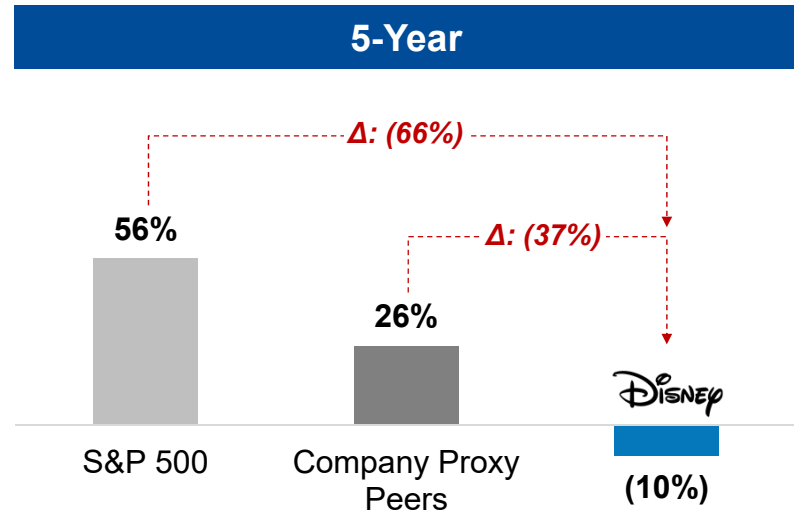 5-Year
Δ: (66%)
56%
Δ: (37%)
26%
Disney
S&P 500
Company Proxy
Peers
(10%)